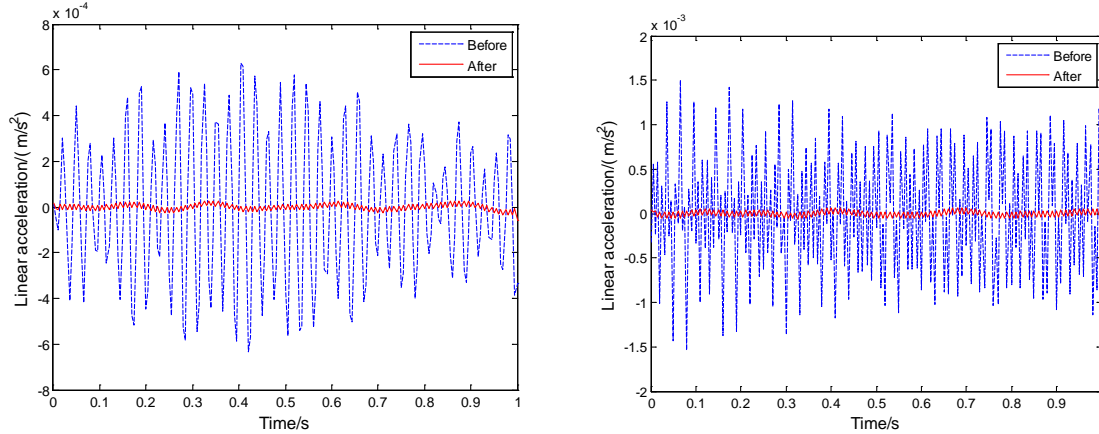 x 10⁻⁴
8
6
4
2
0
-2
-4
-6
-8
0 0.1 0.2 0.3 0.4 0.5 0.6 0.7 0.8 0.9 1
Time/s
Linear acceleration/( m/s²)
Before
After
x 10⁻³
2
1.5
1
0.5
0
-0.5
-1
-1.5
-2
0 0.1 0.2 0.3 0.4 0.5 0.6 0.7 0.8 0.9
Time/s
Linear acceleration/( m/s²)
Before
After